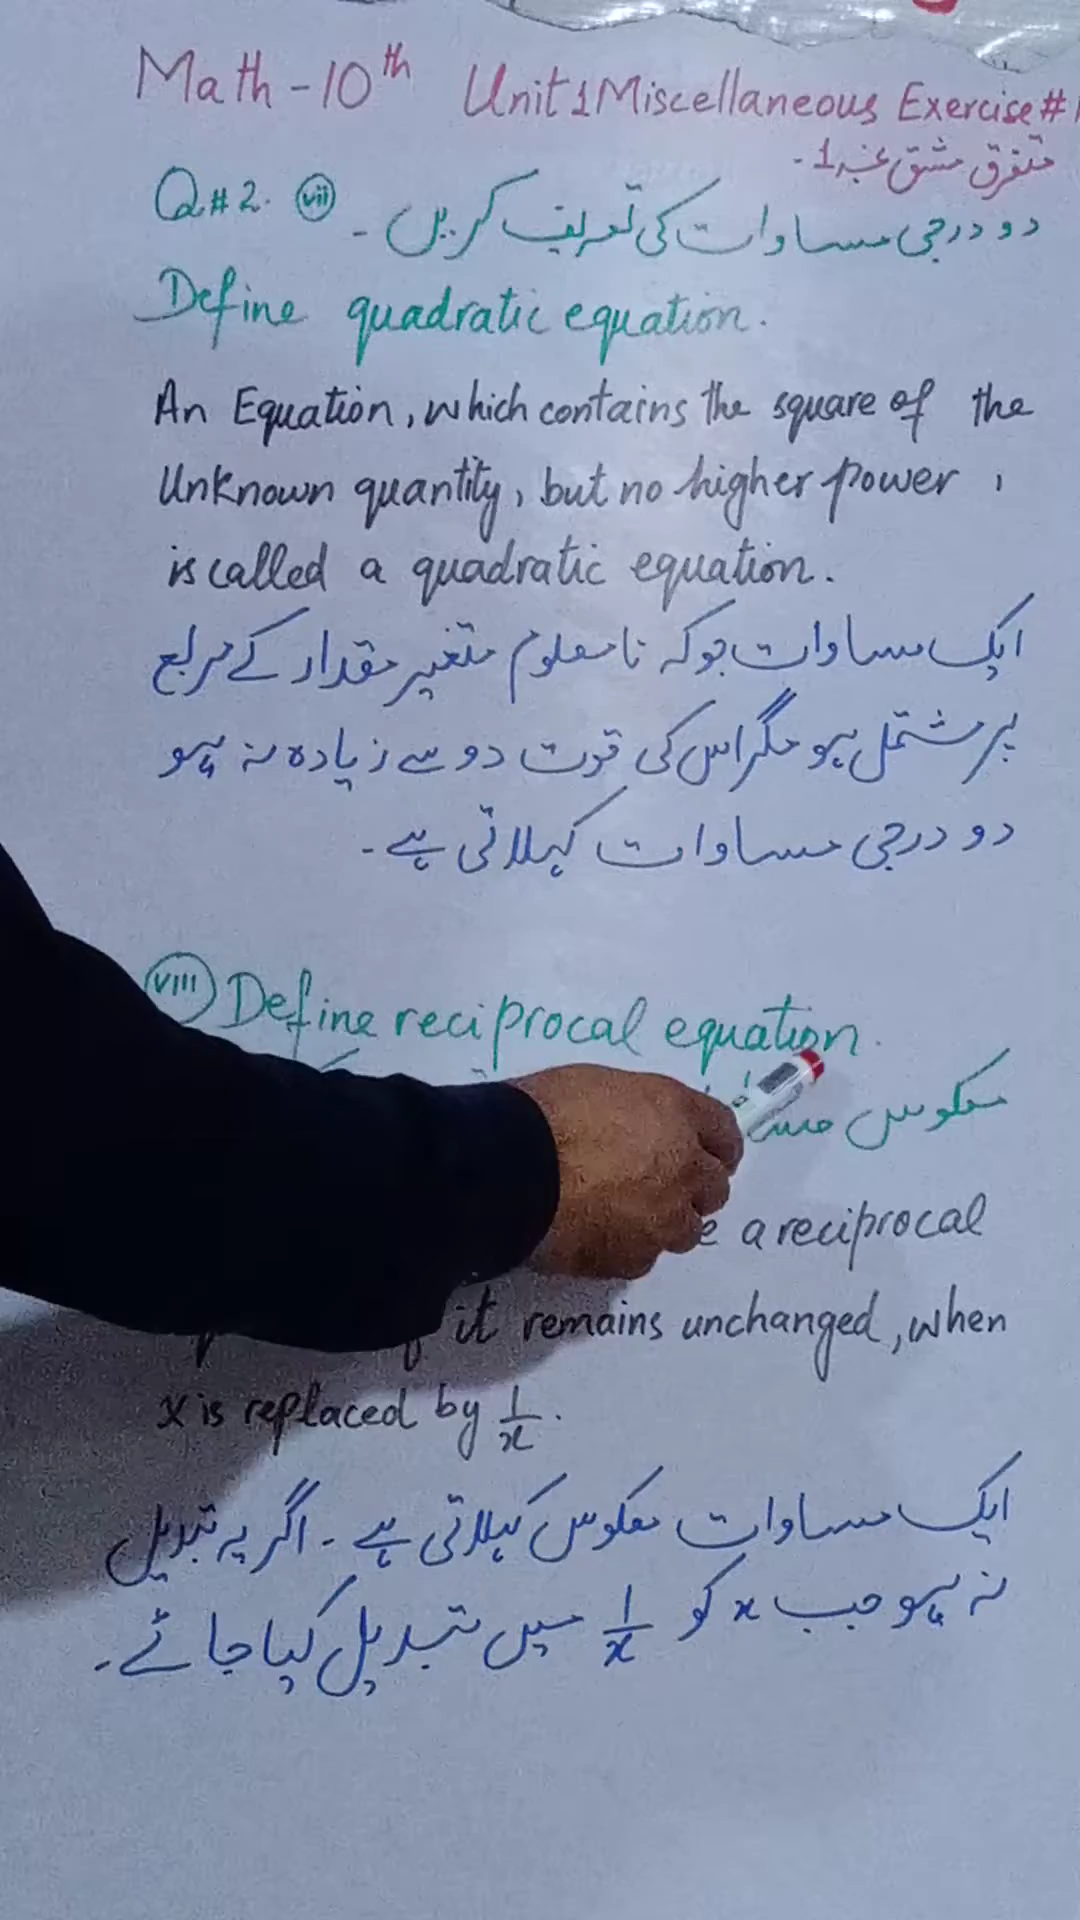 Math-10th Unit 1 Miscellaneous Exercise #
متفرق مشق نمبر 1-
Q#2. (vii) دو درجی مساوات کی تعریف کریں۔
Define quadratic equation.
An Equation, which contains the square of the
Unknown quantity, but no higher power,
is called a quadratic equation.
ایک مساوات جو کہ نا معلوم متغیر مقدار کے مربع
پر مشتمل ہو مگر اس کی قوت دو سے زیادہ نہ ہو
دو درجی مساوات کہلاتی ہے۔
(viii) Define reciprocal equation.
معکوس
a reciprocal
it remains unchanged, when
x is replaced by 1/x.
ایک مساوات معکوس کہلاتی ہے۔ اگر یہ تبدیل
نہ ہو جب x کو 1/x میں تبدیل کیا جائے۔